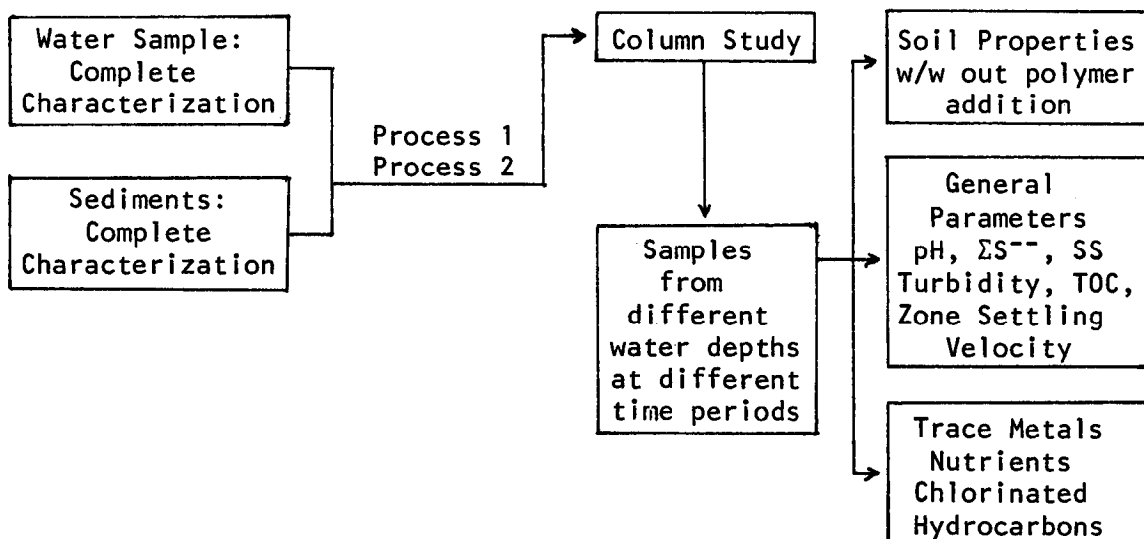 Water Sample:
Complete
Characterization
Sediments:
Complete
Characterization
Process 1
Process 2
Column Study
Samples
from
different
water depths
at different
time periods
Soil Properties
w/w out polymer
addition
General
Parameters
pH, ΣS⁻⁻, SS
Turbidity, TOC,
Zone Settling
Velocity
Trace Metals
Nutrients
Chlorinated
Hydrocarbons